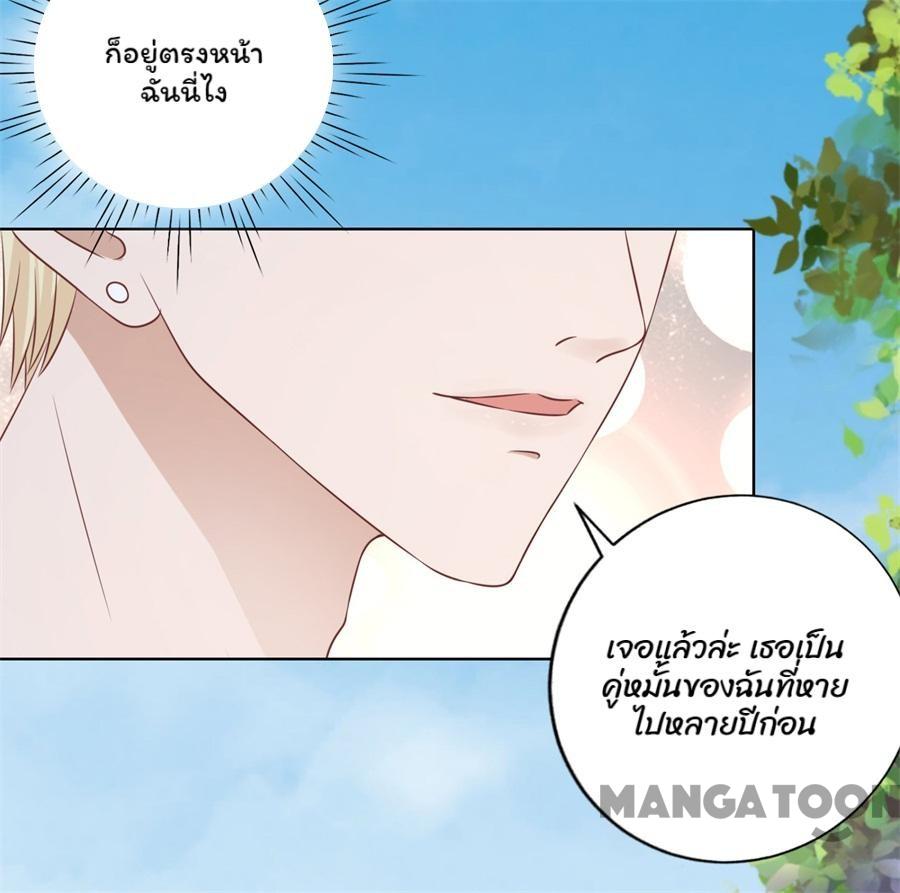 ก็อยู่ตรงหน้า
ฉันนี่ไง
เจอแล้วล่ะ เธอเป็น
คู่หมั้นของฉันที่หาย
ไปหลายปีก่อน
MANGATOON